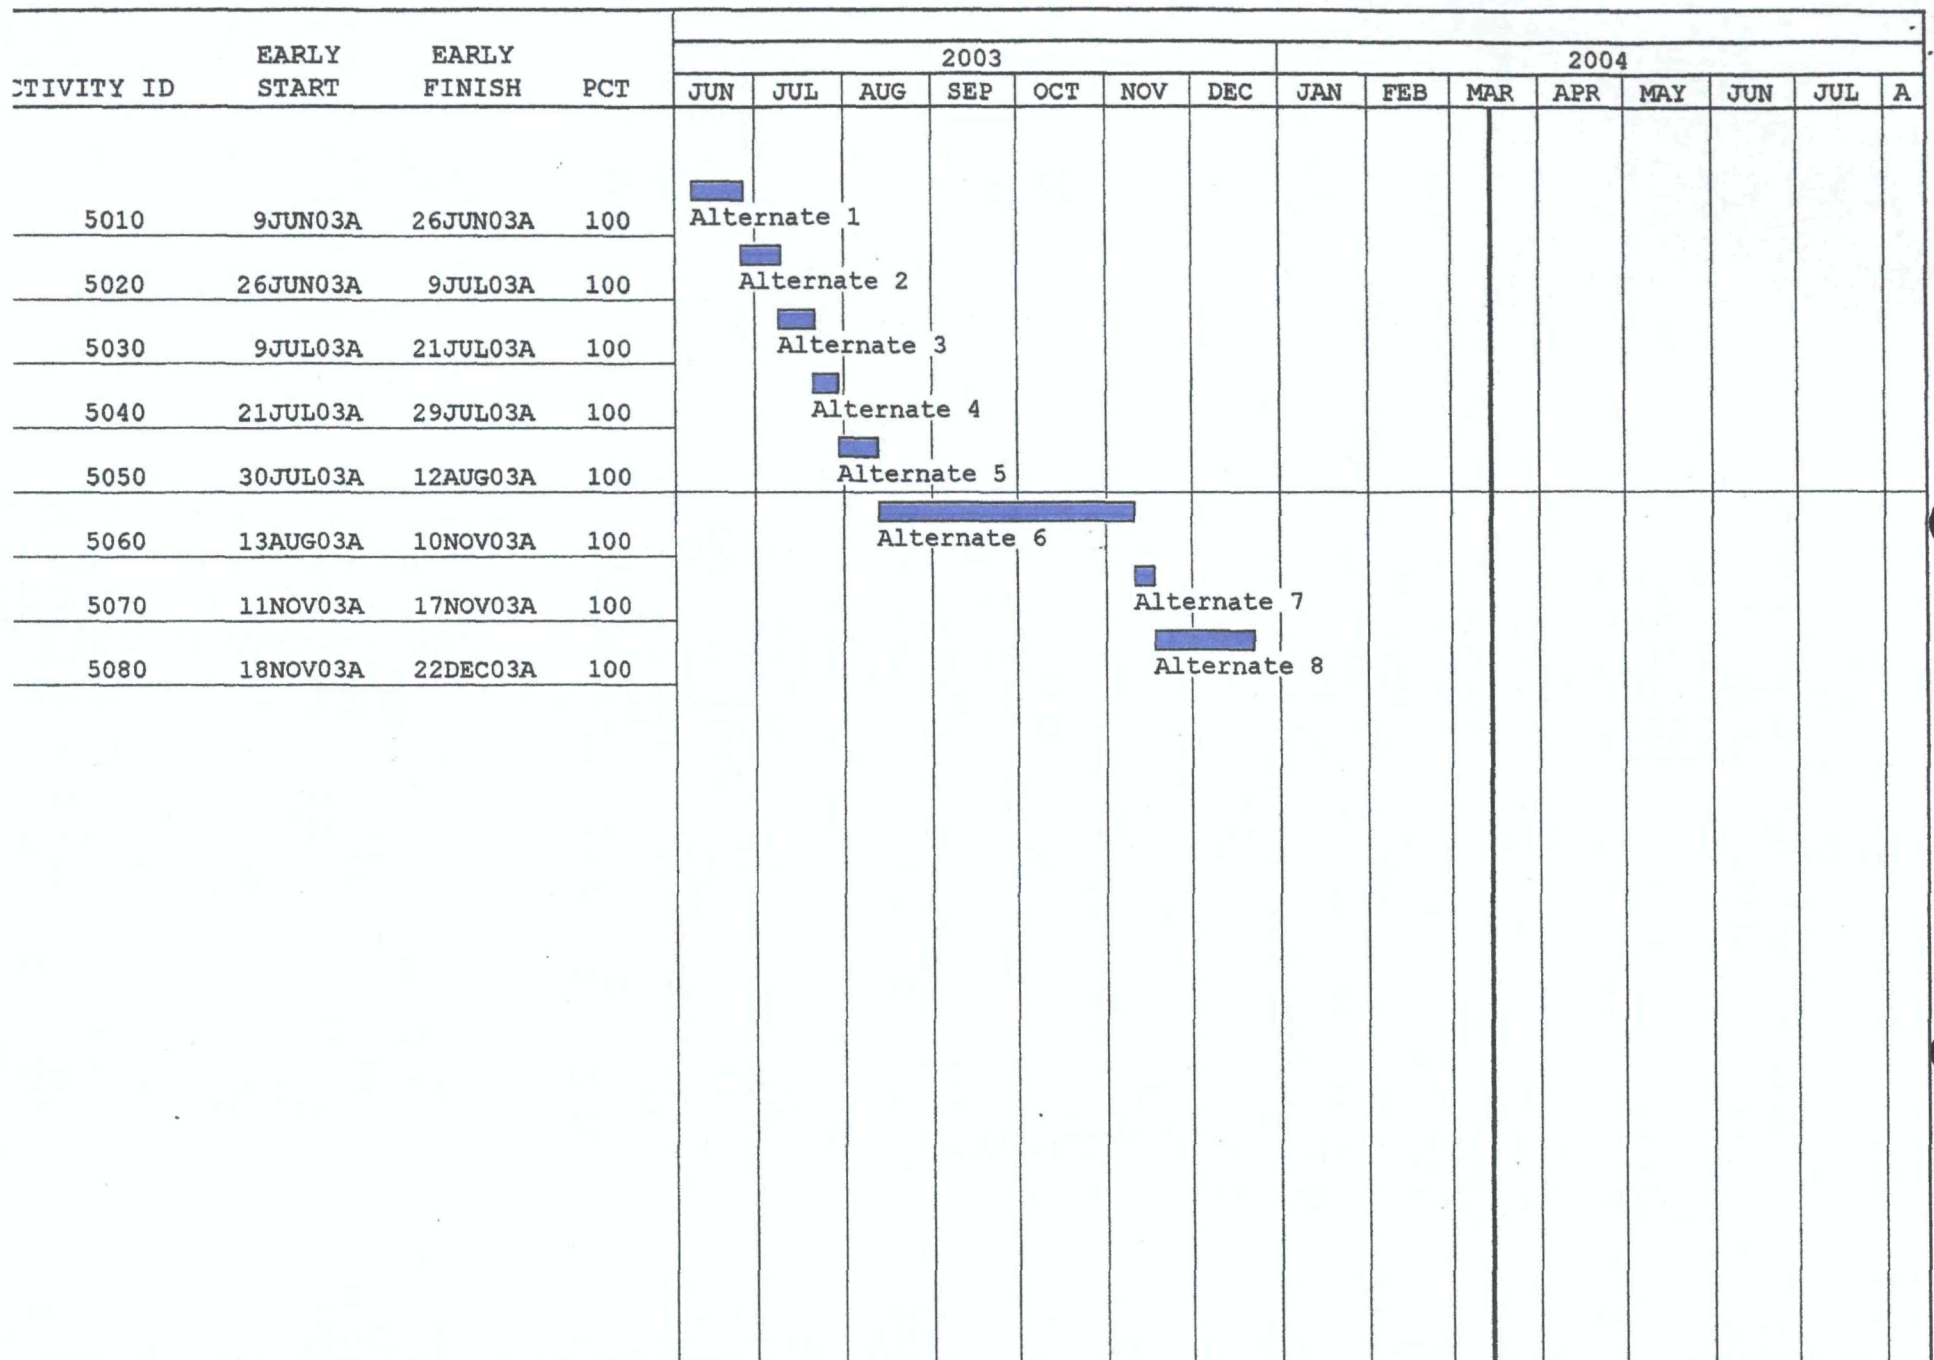 2003 2004
EARLY EARLY
CTIVITY ID START FINISH PCT JUN JUL AUG SEP OCT NOV DEC JAN FEB MAR APR MAY JUN JUL A
5010 9JUN03A 26JUN03A 100 Alternate 1
5020 26JUN03A 9JUL03A 100 Alternate 2
5030 9JUL03A 21JUL03A 100 Alternate 3
5040 21JUL03A 29JUL03A 100 Alternate 4
5050 30JUL03A 12AUG03A 100 Alternate 5
5060 13AUG03A 10NOV03A 100 Alternate 6
5070 11NOV03A 17NOV03A 100 Alternate 7
5080 18NOV03A 22DEC03A 100 Alternate 8